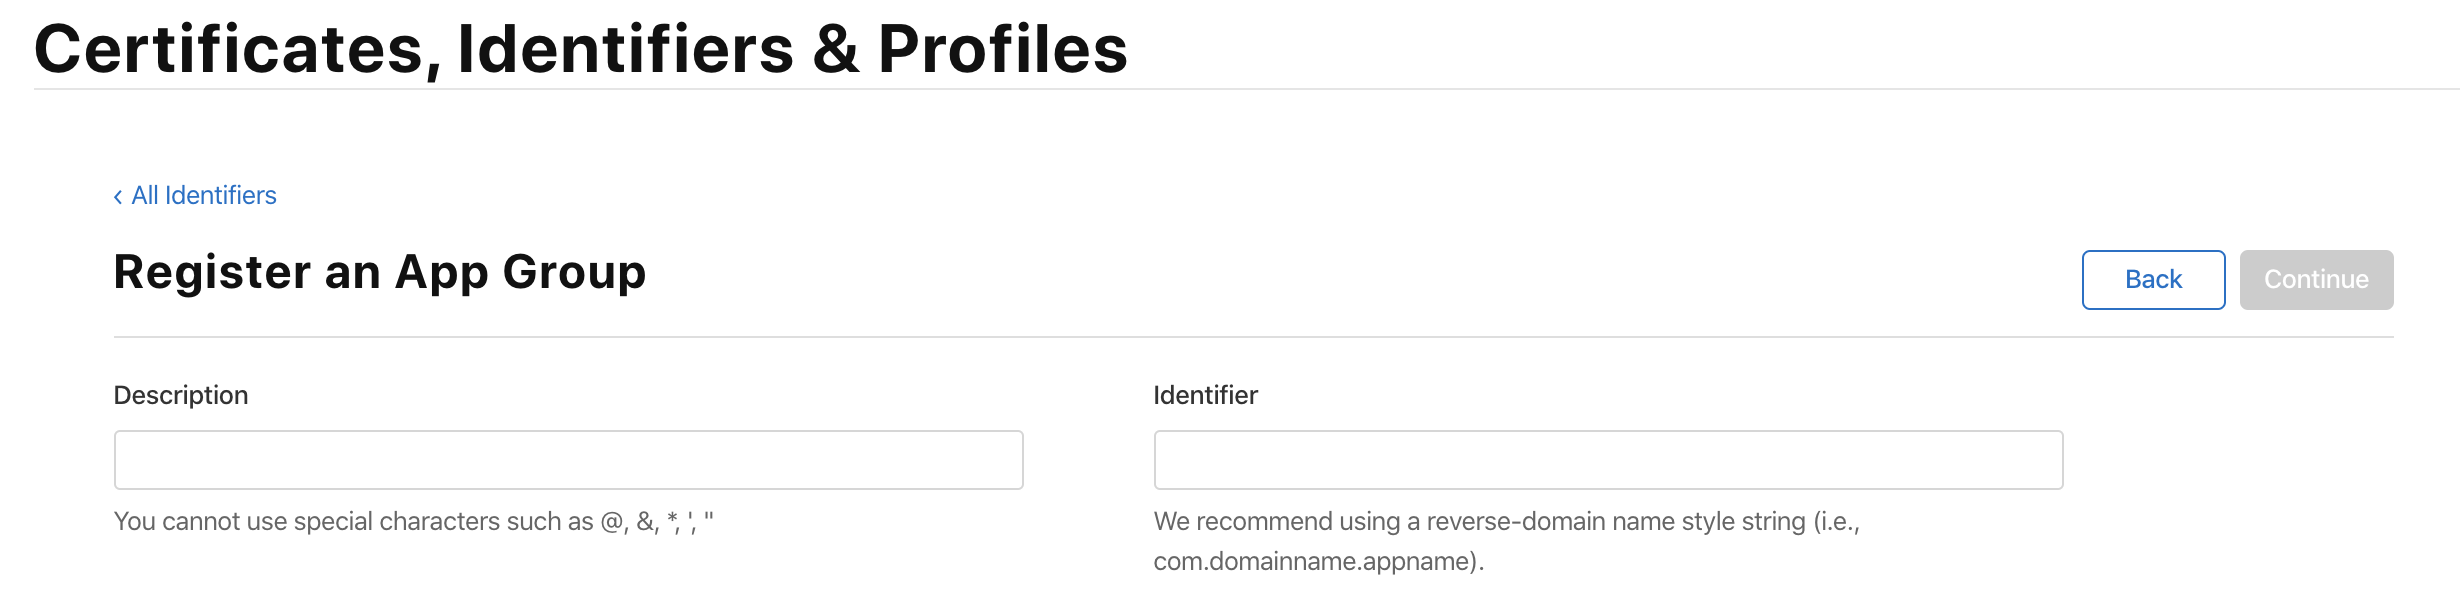 Certificates, Identifiers & Profiles
‹ All Identifiers
Register an App Group
Back
Continue
Description
Identifier
You cannot use special characters such as @, &, *, ', "
We recommend using a reverse-domain name style string (i.e.,
com.domainname.appname).